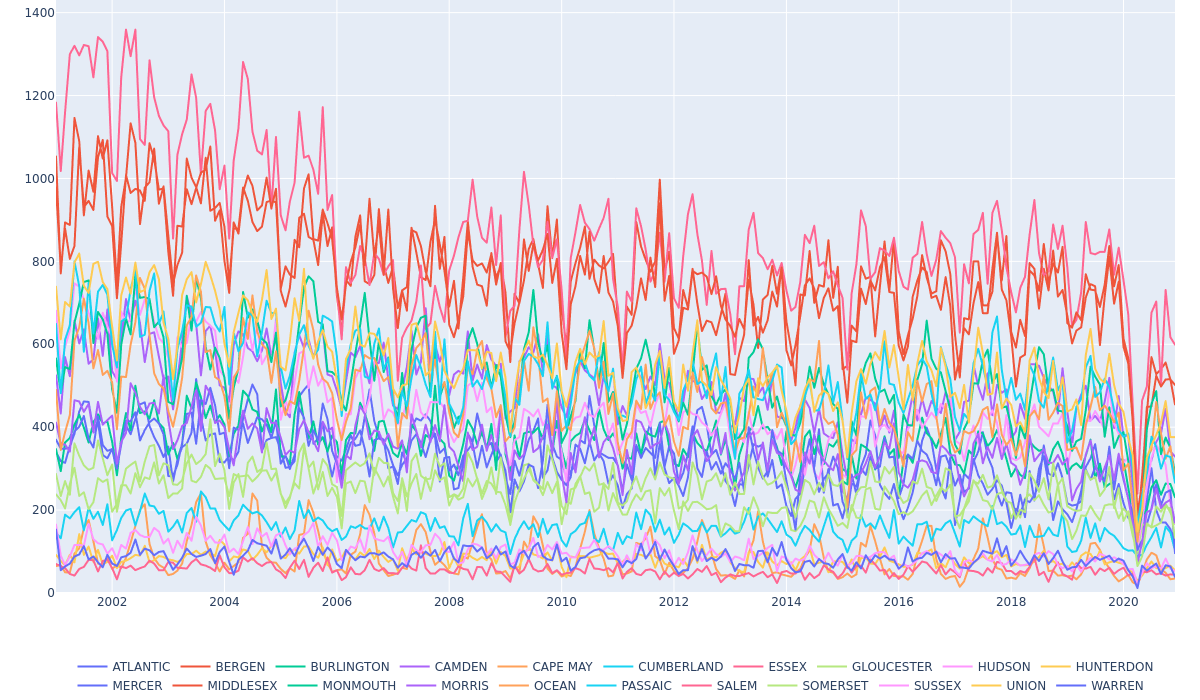 1400
1200
1000
800
600
400
200
0
2002 2004 2006 2008 2010 2012 2014 2016 2018 2020
ATLANTIC BERGEN BURLINGTON CAMDEN CAPE MAY CUMBERLAND ESSEX GLOUCESTER HUDSON HUNTERDON
MERCER MIDDLESEX MONMOUTH MORRIS OCEAN PASSAIC SALEM SOMERSET SUSSEX UNION WARREN